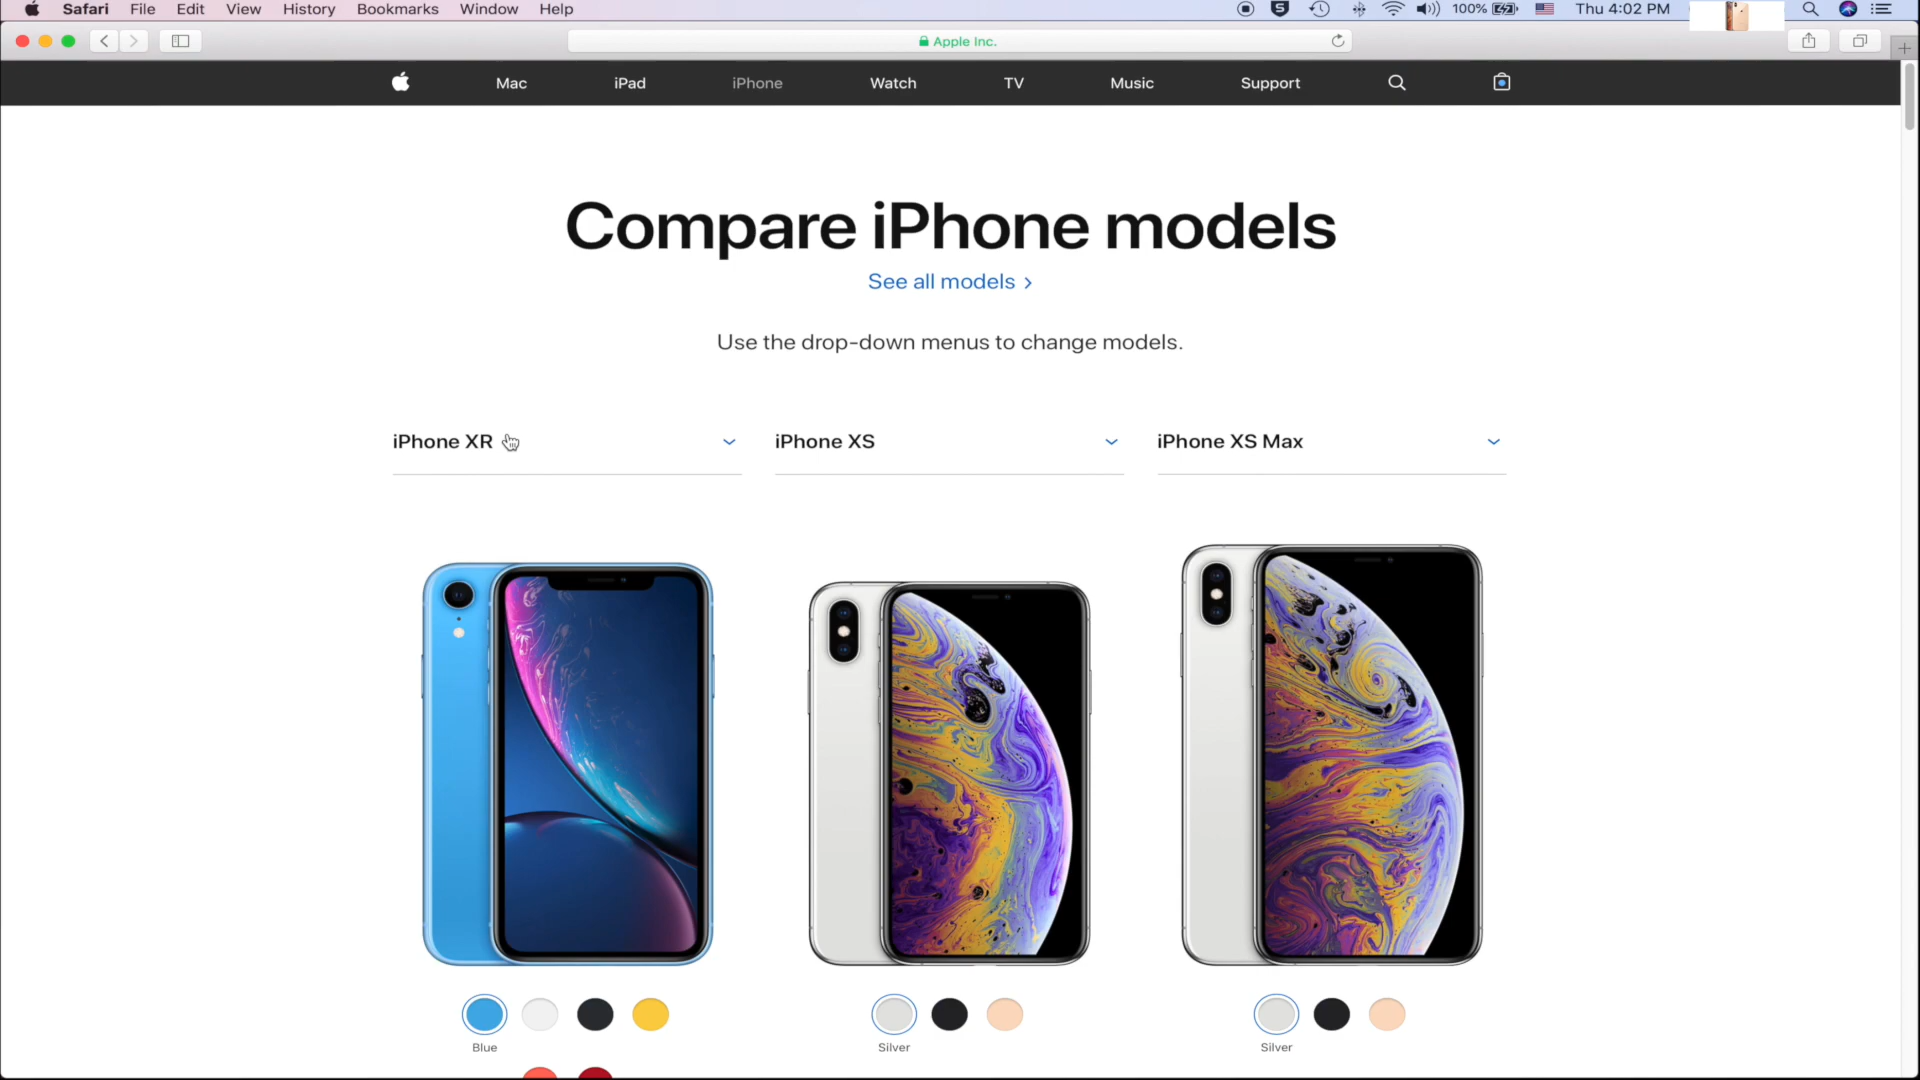 Safari File Edit View History Bookmarks Window Help 100% Thu 4:02 PM
Apple Inc.
Mac iPad iPhone Watch TV Music Support
Compare iPhone models
See all models >
Use the drop-down menus to change models.
iPhone XR iPhone XS iPhone XS Max
Blue Silver Silver